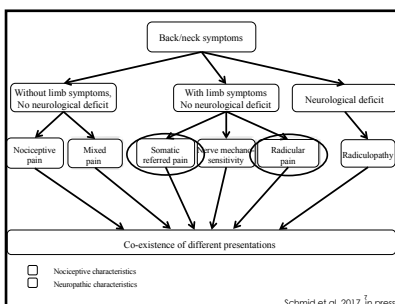 Back/neck symptoms
Without limb symptoms,
No neurological deficit
With limb symptoms
No neurological deficit
Neurological deficit
Nociceptive
pain
Mixed
pain
Somatic
referred pain
Nerve mechano-
sensitivity
Radicular
pain
Radiculopathy
Co-existence of different presentations
Nociceptive characteristics
Neuropathic characteristics
7
Schmid et al. 2017, in press